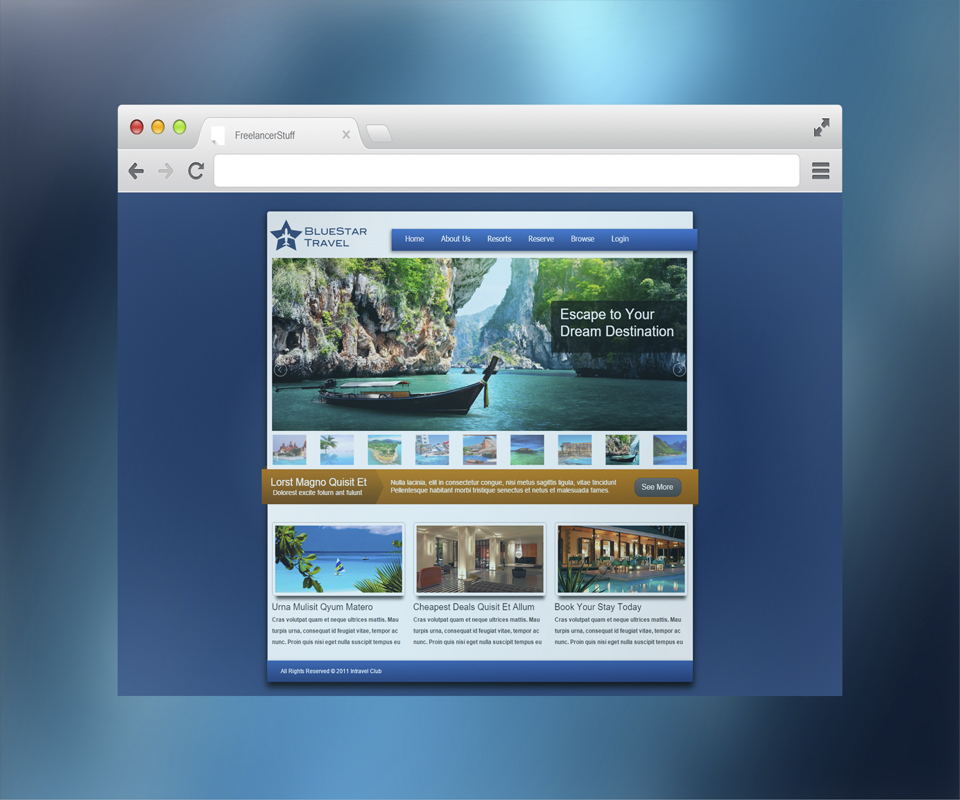 FreelancerStuff
BLUESTAR
TRAVEL
Home About Us Resorts Reserve Browse Login
Escape to Your
Dream Destination
Lorst Magno Quisit Et
Dolorest excite folurn ant fulunt
Nulla lacinia, elit in consectetur congue, nisi metus sagittis ligula, vitae tincidunt
Pellentesque habitant morbi tristique senectus et netus et malesuada fames.
See More
Urna Mulisit Qyum Matero
Cras volutpat quam et neque ultrices mattis. Mau
turpis urna, consequat id feugiat vitae, tempor ac
nunc. Proin quis nisi eget nulla suscipit tempus eu
Cheapest Deals Quisit Et Allum
Cras volutpat quam et neque ultrices mattis. Mau
turpis urna, consequat id feugiat vitae, tempor ac
nunc. Proin quis nisi eget nulla suscipit tempus eu
Book Your Stay Today
Cras volutpat quam et neque ultrices mattis. Mau
turpis urna, consequat id feugiat vitae, tempor ac
nunc. Proin quis nisi eget nulla suscipit tempus eu
All Rights Reserved © 2011 Intravel Club